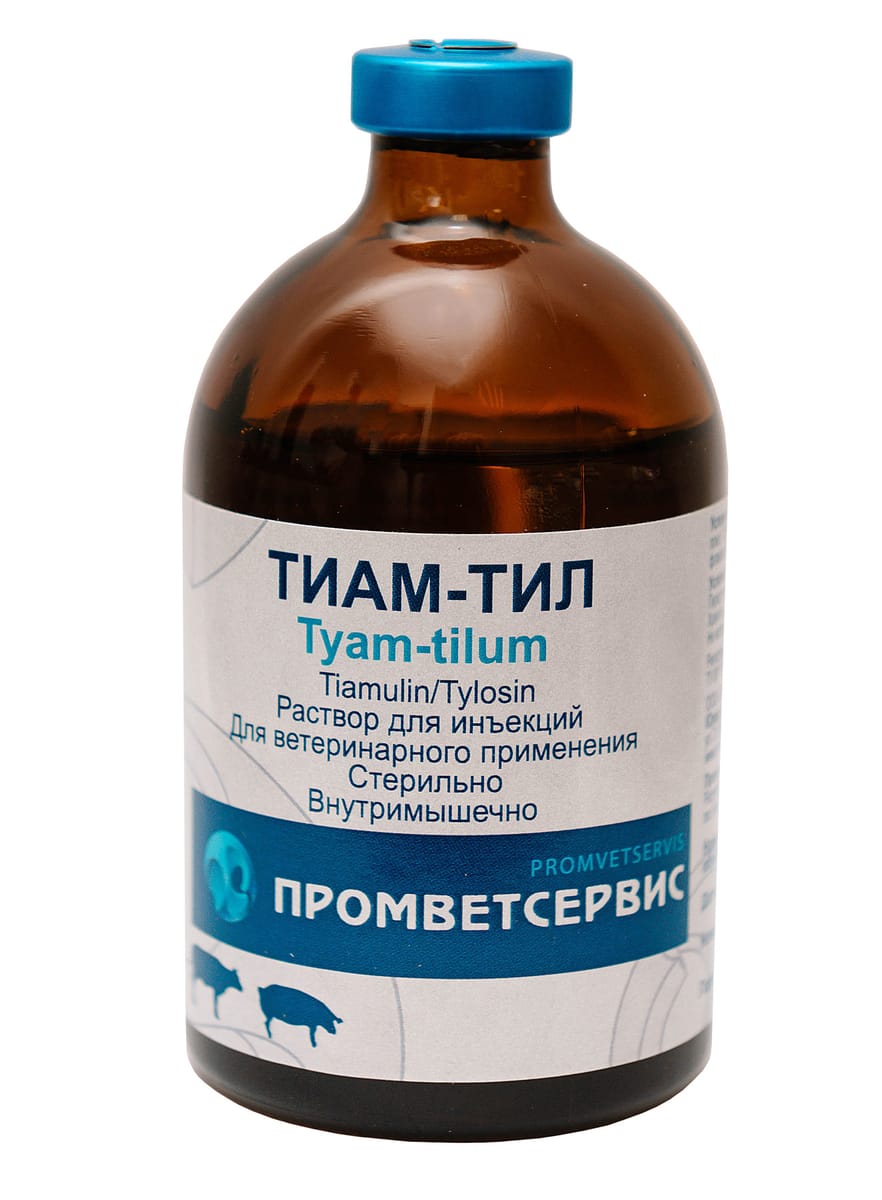 ТИАМ-ТИЛ
Tyam-tilum
Tiamulin/Tylosin
Раствор для инъекций
Для ветеринарного применения
Стерильно
Внутримышечно
PROMVETSERVIS
ПРОМВЕТСЕРВИС